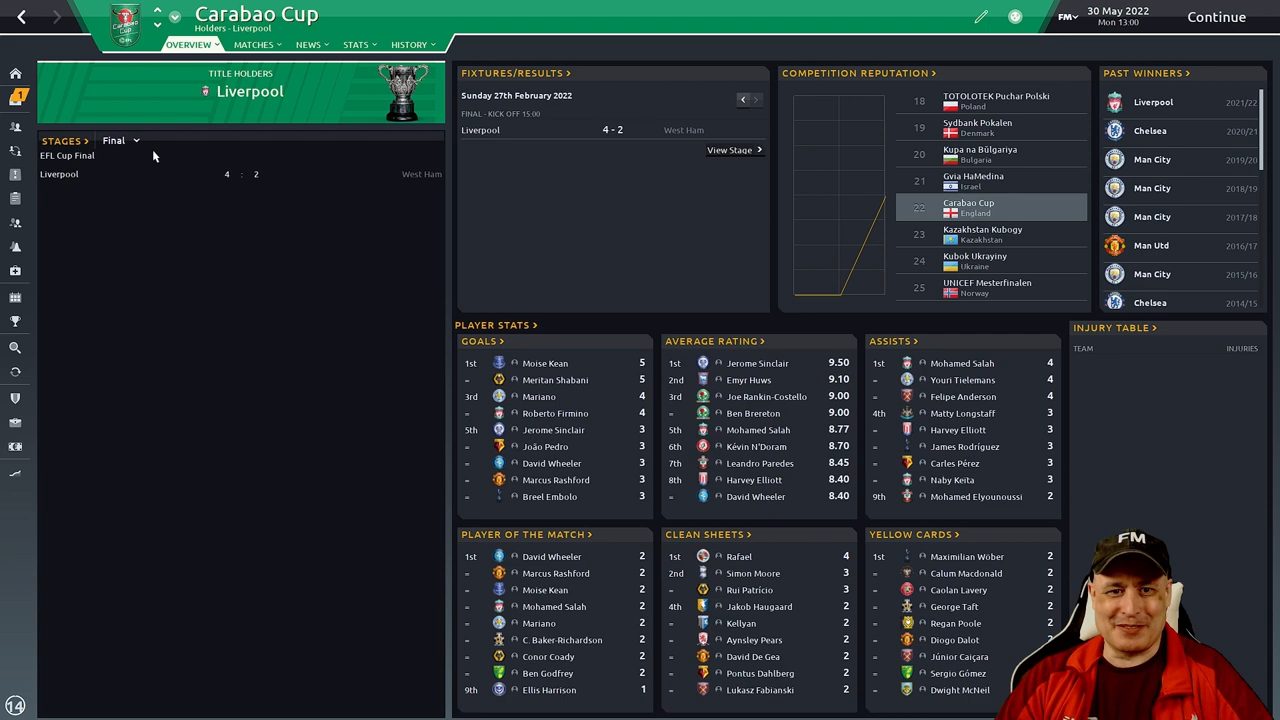 Carabao Cup
Holders - Liverpool
FM
30 May 2022
Mon 13:00
Continue
OVERVIEW
MATCHES
NEWS
STATS
HISTORY
TITLE HOLDERS
Liverpool
STAGES >
Final
EFL Cup Final
Liverpool 4 : 2 West Ham
FIXTURES/RESULTS >
Sunday 27th February 2022
FINAL - KICK OFF 15:00
Liverpool 4 - 2 West Ham
View Stage >
COMPETITION REPUTATION >
18 TOTOLOTEK Puchar Polski
Poland
19 Sydbank Pokalen
Denmark
20 Kupa na Bŭlgariya
Bulgaria
21 Gvia HaMedina
Israel
22 Carabao Cup
England
23 Kazakhstan Kubogy
Kazakhstan
24 Kubok Ukrayiny
Ukraine
25 UNICEF Mesterfinalen
Norway
PAST WINNERS >
Liverpool 2021/22
Chelsea 2020/21
Man City 2019/20
Man City 2018/19
Man City 2017/18
Man Utd 2016/17
Man City 2015/16
Chelsea 2014/15
PLAYER STATS >
GOALS >
1st Moise Kean 5
= Meritan Shabani 5
3rd Mariano 4
= Roberto Firmino 4
5th Jerome Sinclair 3
= João Pedro 3
= David Wheeler 3
= Marcus Rashford 3
= Breel Embolo 3
AVERAGE RATING >
1st Jerome Sinclair 9.50
2nd Emyr Huws 9.10
3rd Joe Rankin-Costello 9.00
= Ben Brereton 9.00
5th Mohamed Salah 8.77
6th Kévin N'Doram 8.70
7th Leandro Paredes 8.45
8th Harvey Elliott 8.40
= David Wheeler 8.40
ASSISTS >
1st Mohamed Salah 4
= Youri Tielemans 4
= Felipe Anderson 4
4th Matty Longstaff 3
= Harvey Elliott 3
= James Rodríguez 3
= Carles Pérez 3
= Naby Keïta 3
9th Mohamed Elyounoussi 2
INJURY TABLE >
TEAM INJURIES
PLAYER OF THE MATCH >
1st David Wheeler 2
= Marcus Rashford 2
= Moise Kean 2
= Mohamed Salah 2
= Mariano 2
= C. Baker-Richardson 2
= Conor Coady 2
= Ben Godfrey 2
9th Ellis Harrison 1
CLEAN SHEETS >
1st Rafael 4
2nd Simon Moore 3
= Rui Patrício 3
4th Jakob Haugaard 2
= Kellyan 2
= Aynsley Pears 2
= David De Gea 2
= Pontus Dahlberg 2
= Lukasz Fabianski 2
YELLOW CARDS >
1st Maximilian Wöber 2
= Calum Macdonald 2
= Caolan Lavery 2
= George Taft 2
= Regan Poole 2
= Diogo Dalot 2
= Júnior Caiçara
= Sergio Gómez
= Dwight McNeil
FM
1
14